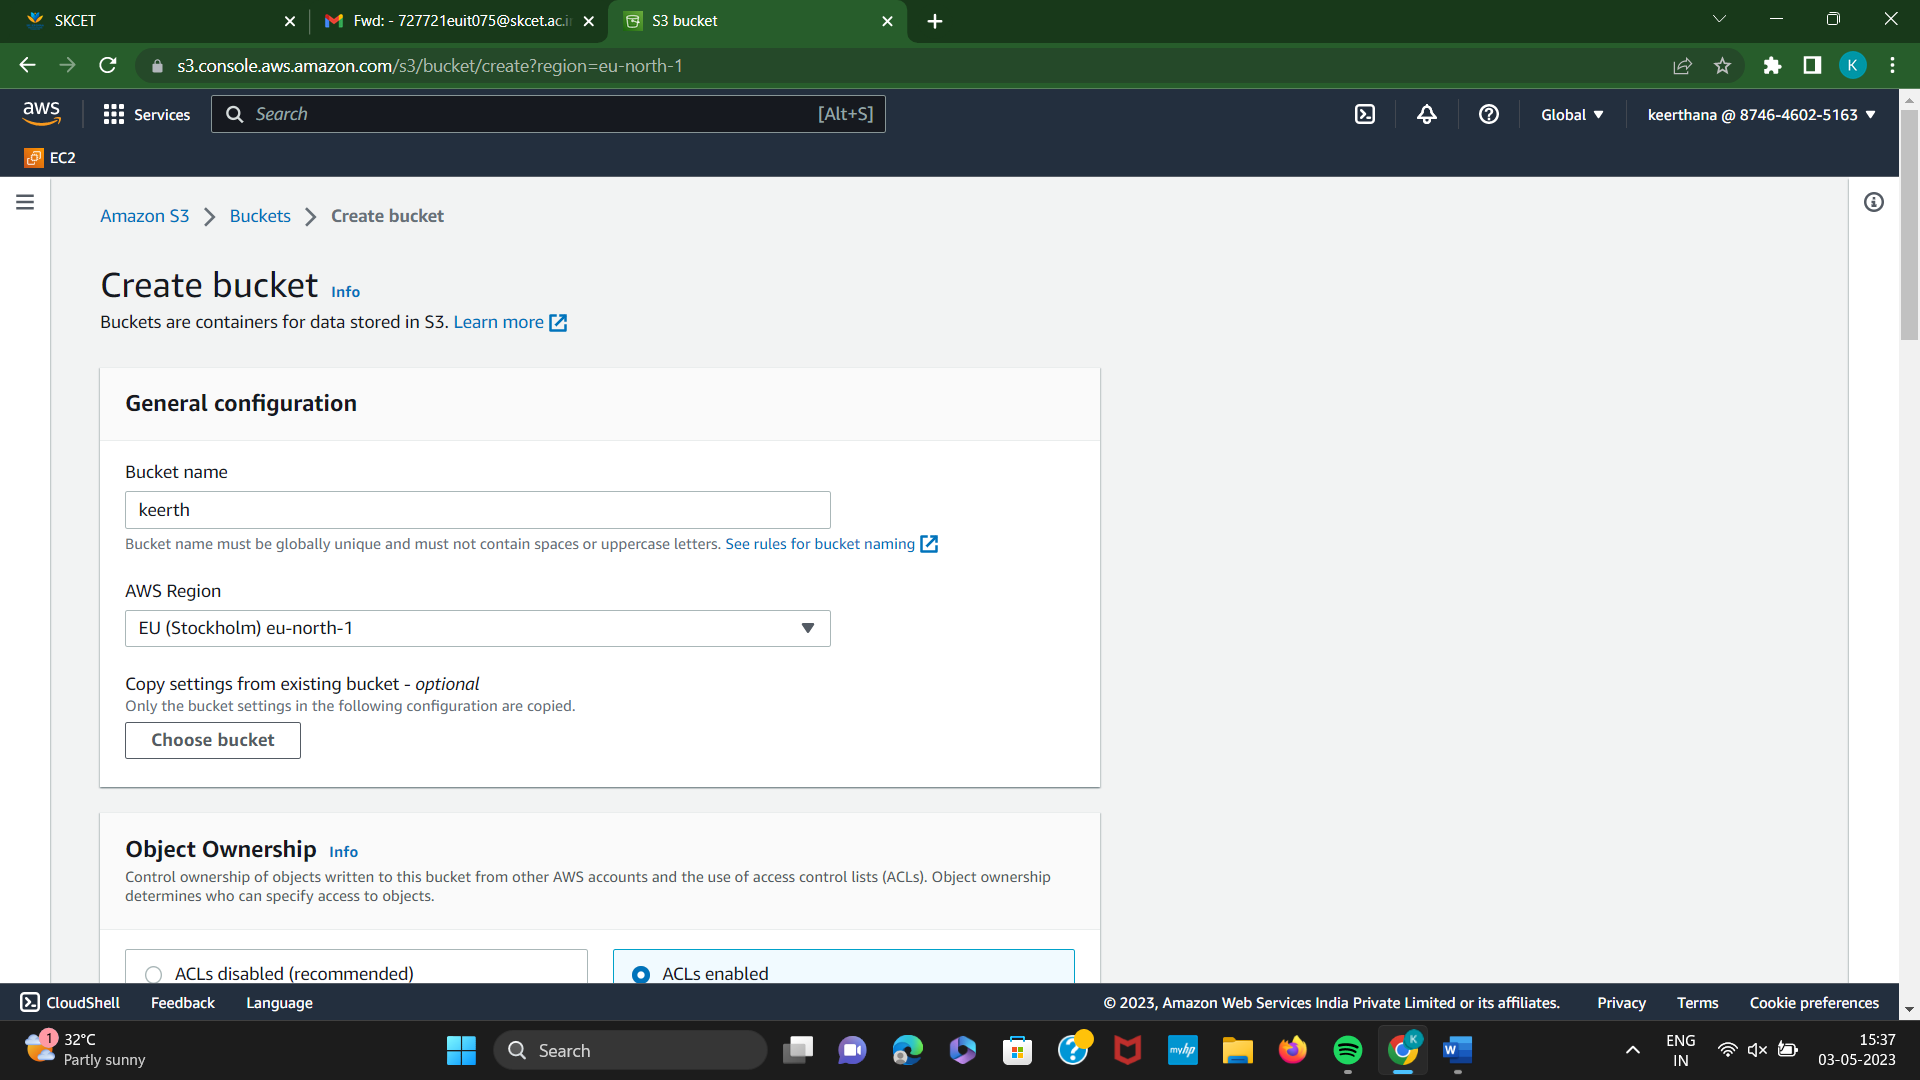 SKCET
Fwd: - 727721euit075@skcet.ac.i
S3 bucket
s3.console.aws.amazon.com/s3/bucket/create?region=eu-north-1
K
aws
Services
Search
[Alt+S]
Global
keerthana @ 8746-4602-5163
EC2
Amazon S3 > Buckets > Create bucket
Create bucket Info
Buckets are containers for data stored in S3. Learn more
General configuration
Bucket name
keerth
Bucket name must be globally unique and must not contain spaces or uppercase letters. See rules for bucket naming
AWS Region
EU (Stockholm) eu-north-1
Copy settings from existing bucket - optional
Only the bucket settings in the following configuration are copied.
Choose bucket
Object Ownership Info
Control ownership of objects written to this bucket from other AWS accounts and the use of access control lists (ACLs). Object ownership
determines who can specify access to objects.
ACLs disabled (recommended)
ACLs enabled
CloudShell
Feedback
Language
© 2023, Amazon Web Services India Private Limited or its affiliates.
Privacy
Terms
Cookie preferences
1
32°C
Partly sunny
Search
myhp
K
W
ENG
IN
15:37
03-05-2023